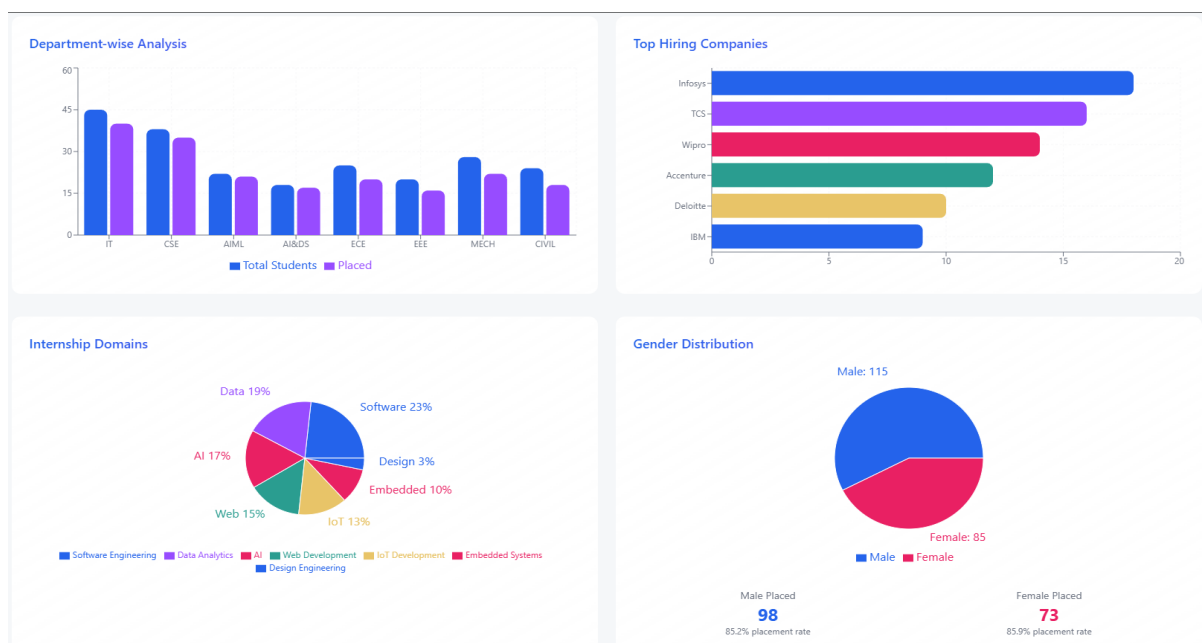 Department-wise Analysis
60
45
30
15
0
IT CSE AIML AI&DS ECE EEE MECH CIVIL
Total Students Placed
Top Hiring Companies
Infosys
TCS
Wipro
Accenture
Deloitte
IBM
0 5 10 15 20
Internship Domains
Data 19%
Software 23%
AI 17%
Design 3%
Embedded 10%
Web 15%
IoT 13%
Software Engineering Data Analytics AI Web Development IoT Development Embedded Systems
Design Engineering
Gender Distribution
Male: 115
Female: 85
Male Female
Male Placed Female Placed
98 73
85.2% placement rate 85.9% placement rate